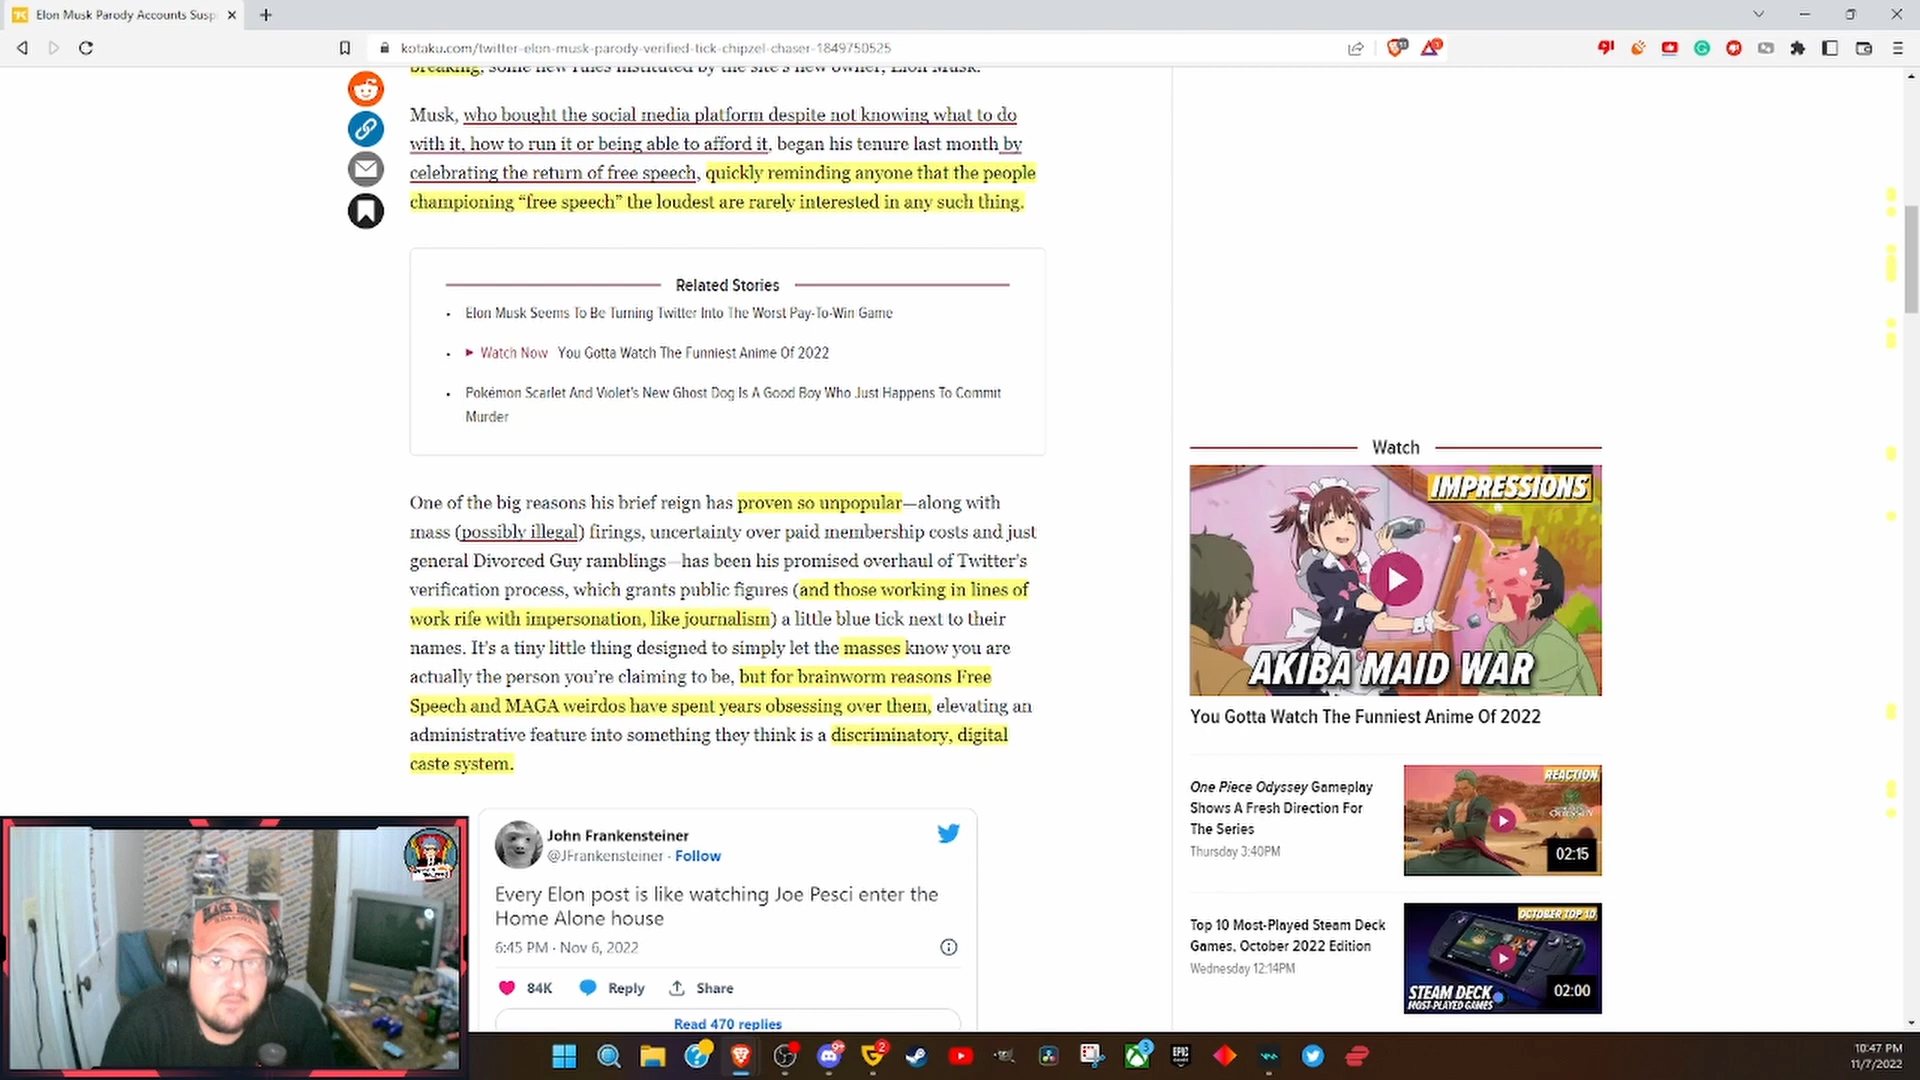 Elon Musk Parody Accounts Susp
kotaku.com/twitter-elon-musk-parody-verified-tick-chipzel-chaser-1849750525
breaking, some new rules instituted by the site's new owner, Elon Musk.
Musk, who bought the social media platform despite not knowing what to do
with it, how to run it or being able to afford it, began his tenure last month by
celebrating the return of free speech, quickly reminding anyone that the people
championing “free speech” the loudest are rarely interested in any such thing.
Related Stories
• Elon Musk Seems To Be Turning Twitter Into The Worst Pay-To-Win Game
• Watch Now You Gotta Watch The Funniest Anime Of 2022
• Pokémon Scarlet And Violet's New Ghost Dog Is A Good Boy Who Just Happens To Commit
Murder
One of the big reasons his brief reign has proven so unpopular—along with
mass (possibly illegal) firings, uncertainty over paid membership costs and just
general Divorced Guy ramblings—has been his promised overhaul of Twitter's
verification process, which grants public figures (and those working in lines of
work rife with impersonation, like journalism) a little blue tick next to their
names. It's a tiny little thing designed to simply let the masses know you are
actually the person you're claiming to be, but for brainworm reasons Free
Speech and MAGA weirdos have spent years obsessing over them, elevating an
administrative feature into something they think is a discriminatory, digital
caste system.
John Frankensteiner
@JFrankensteiner · Follow
Every Elon post is like watching Joe Pesci enter the
Home Alone house
6:45 PM · Nov 6, 2022
84K Reply Share
Read 470 replies
Watch
IMPRESSIONS
AKIBA MAID WAR
You Gotta Watch The Funniest Anime Of 2022
One Piece Odyssey Gameplay
Shows A Fresh Direction For
The Series
Thursday 3:40PM
REACTION
02:15
Top 10 Most-Played Steam Deck
Games, October 2022 Edition
Wednesday 12:14PM
OCTOBER TOP 10
STEAM DECK
MOST-PLAYED GAMES
02:00
EPIC
10:47 PM
11/7/2022